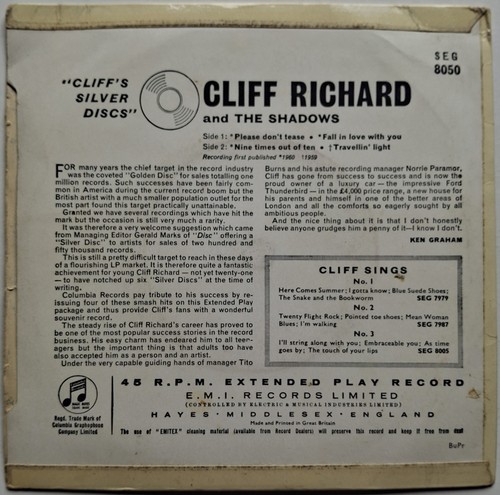 SEG
8050
"CLIFF'S
SILVER
DISCS"
CLIFF RICHARD
and THE SHADOWS
Side 1: *Please don't tease • *Fall in love with you
Side 2: *Nine times out of ten • †Travellin' light
Recording first published *1960 †1959
FOR many years the chief target in the record industry
was the coveted "Golden Disc" for sales totalling one
million records. Such successes have been fairly com-
mon in America during the current record boom but the
British artist with a much smaller population outlet for the
most part found this target practically unattainable.
Granted we have several recordings which have hit the
mark but the occasion is still very much a rarity.
It was therefore a very welcome suggestion which came
from Managing Editor Gerald Marks of "Disc" offering a
"Silver Disc" to artists for sales of two hundred and
fifty thousand records.
This is still a pretty difficult target to reach in these days
of a flourishing LP market. It is therefore quite a fantastic
achievement for young Cliff Richard — not yet twenty-one
— to have notched up six "Silver Discs" at the time of
writing.
Columbia Records pay tribute to his success by re-
issuing four of these smash hits on this Extended Play
package and thus provide Cliff's fans with a wonderful
souvenir record.
The steady rise of Cliff Richard's career has proved to
be one of the most popular success stories in the record
business. His easy charm has endeared him to all teen-
agers but the important thing is that adults too have
also accepted him as a person and an artist.
Under the very capable guiding hands of manager Tito
Burns and his astute recording manager Norrie Paramor,
Cliff has gone from success to success and is now the
proud owner of a luxury car — the impressive Ford
Thunderbird — in the £4,000 price range, a new house for
his parents and himself in one of the better areas of
London and all the comforts so eagerly sought by all
ambitious people.
And the nice thing about it is that I don't honestly
believe anyone grudges him a penny of it—I know I don't.
KEN GRAHAM
CLIFF SINGS
No. 1
Here Comes Summer; I gotta know; Blue Suede Shoes;
The Snake and the Bookworm SEG 7979
No. 2
Twenty Flight Rock; Pointed toe shoes; Mean Woman
Blues; I'm walking SEG 7987
No. 3
I'll string along with you; Embraceable you; As time
goes by; The touch of your lips SEG 8005
Regd. Trade Mark of
Columbia Graphophone
Company Limited
45 R.P.M. EXTENDED PLAY RECORD
E.M.I. RECORDS LIMITED
(CONTROLLED BY ELECTRIC & MUSICAL INDUSTRIES LIMITED)
HAYES • MIDDLESEX • ENGLAND
Made and Printed in Great Britain
The use of "EMITEX" cleaning material (available from Record Dealers) will preserve this record and keep it free from dust